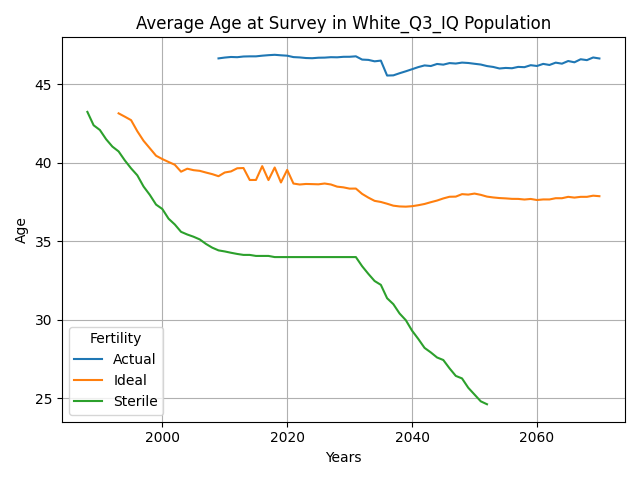 Average Age at Survey in White_Q3_IQ Population
Age
45
40
35
30
25
Fertility
Actual
Ideal
Sterile
2000
2020
2040
2060
Years